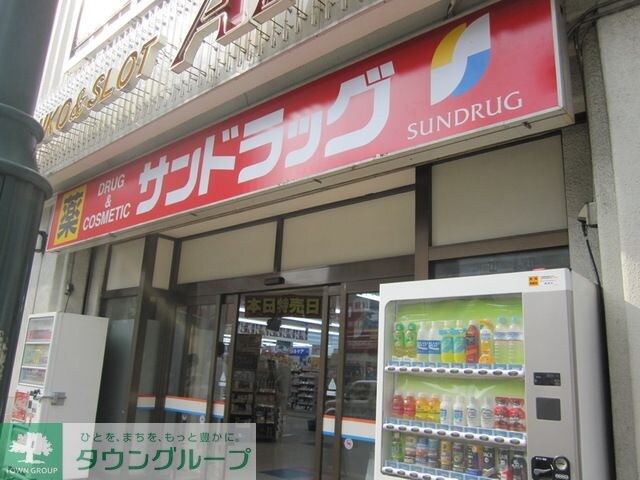 KO & SLOT
A
薬
DRUG
&
COSMETIC
サンドラッグ
SUNDRUG
本日特売日
TOWN GROUP
ひとを、まちを、もっと豊かに。
タウングループ